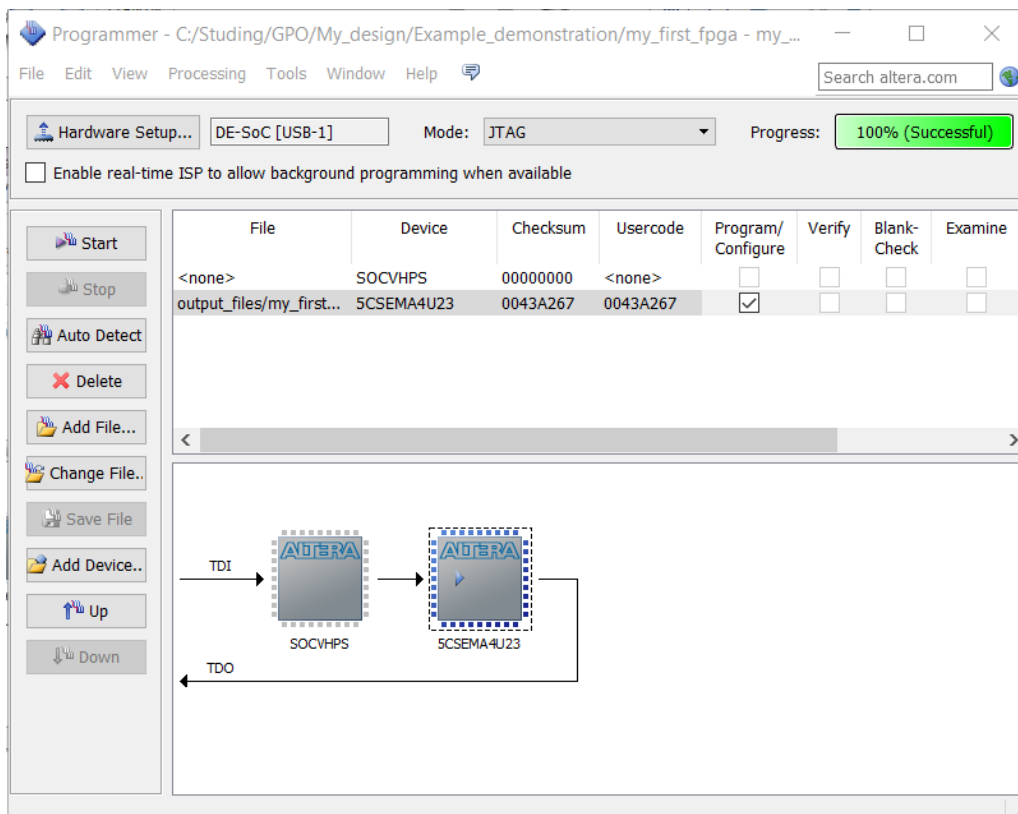 Programmer - C:/Studing/GPO/My_design/Example_demonstration/my_first_fpga - my_...
File Edit View Processing Tools Window Help
Search altera.com
Hardware Setup... DE-SoC [USB-1] Mode: JTAG Progress: 100% (Successful)
Enable real-time ISP to allow background programming when available
Start
Stop
Auto Detect
Delete
Add File...
Change File..
Save File
Add Device..
Up
Down
File Device Checksum Usercode Program/ Verify Blank- Examine
Configure Check
<none> SOCVHPS 00000000 <none>
output_files/my_first... 5CSEMA4U23 0043A267 0043A267
TDI
ALTERA ALTERA
SOCVHPS 5CSEMA4U23
TDO